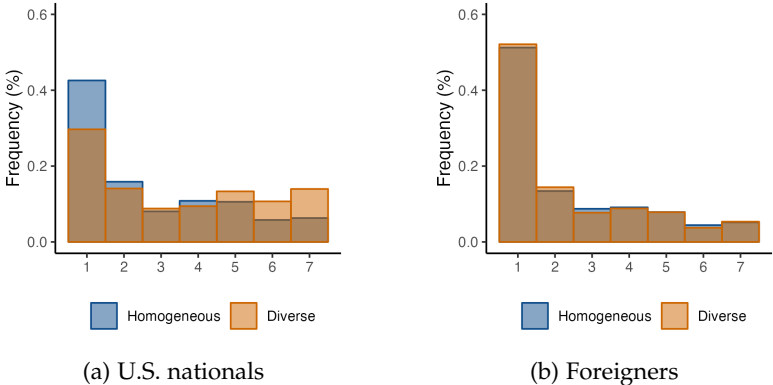 Frequency (%)
0.6
0.4
0.2
0.0
1 2 3 4 5 6 7
Homogeneous Diverse
(a) U.S. nationals
Frequency (%)
0.6
0.4
0.2
0.0
1 2 3 4 5 6 7
Homogeneous Diverse
(b) Foreigners